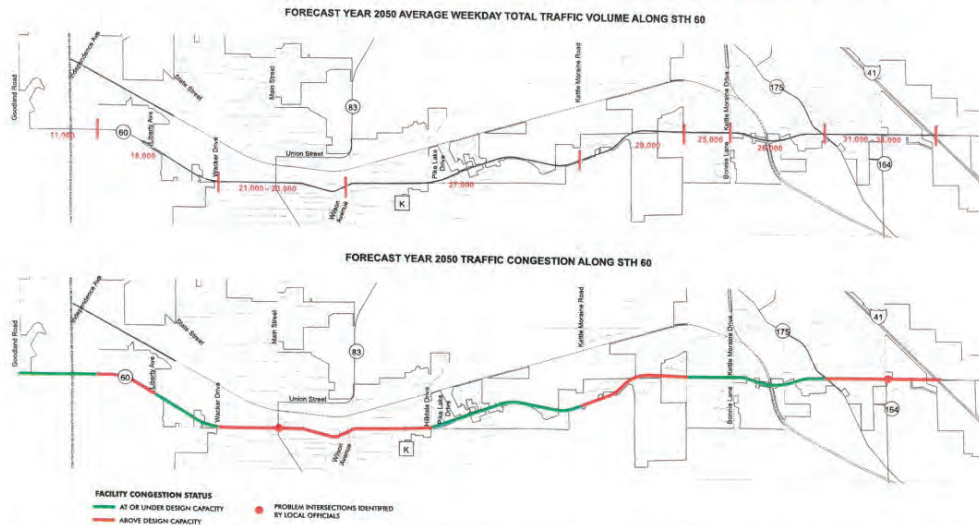 FORECAST YEAR 2050 AVERAGE WEEKDAY TOTAL TRAFFIC VOLUME ALONG STH 60
Goodland Road
Independence Ave
State Street
Main Street
83
Kettle Moraine Road
Kettle Moraine Drive
175
41
11,000
60
Liberty Ave
18,000
Wacker Drive
Union Street
21,000 - 23,000
Wilson
Avenue
K
Pike Lake
Drive
27,000
29,000
25,000
Bonnie Lane
26,000
164
FORECAST YEAR 2050 TRAFFIC CONGESTION ALONG STH 60
Goodland Road
Independence Ave
State Street
Main Street
83
Kettle Moraine Road
Kettle Moraine Drive
175
41
60
Liberty Ave
Wacker Drive
Union Street
Wilson
Avenue
K
Hilldale Drive
Pike Lake
Drive
Bonnie Lane
164
FACILITY CONGESTION STATUS
AT OR UNDER DESIGN CAPACITY
ABOVE DESIGN CAPACITY
PROBLEM INTERSECTIONS IDENTIFIED
BY LOCAL OFFICIALS